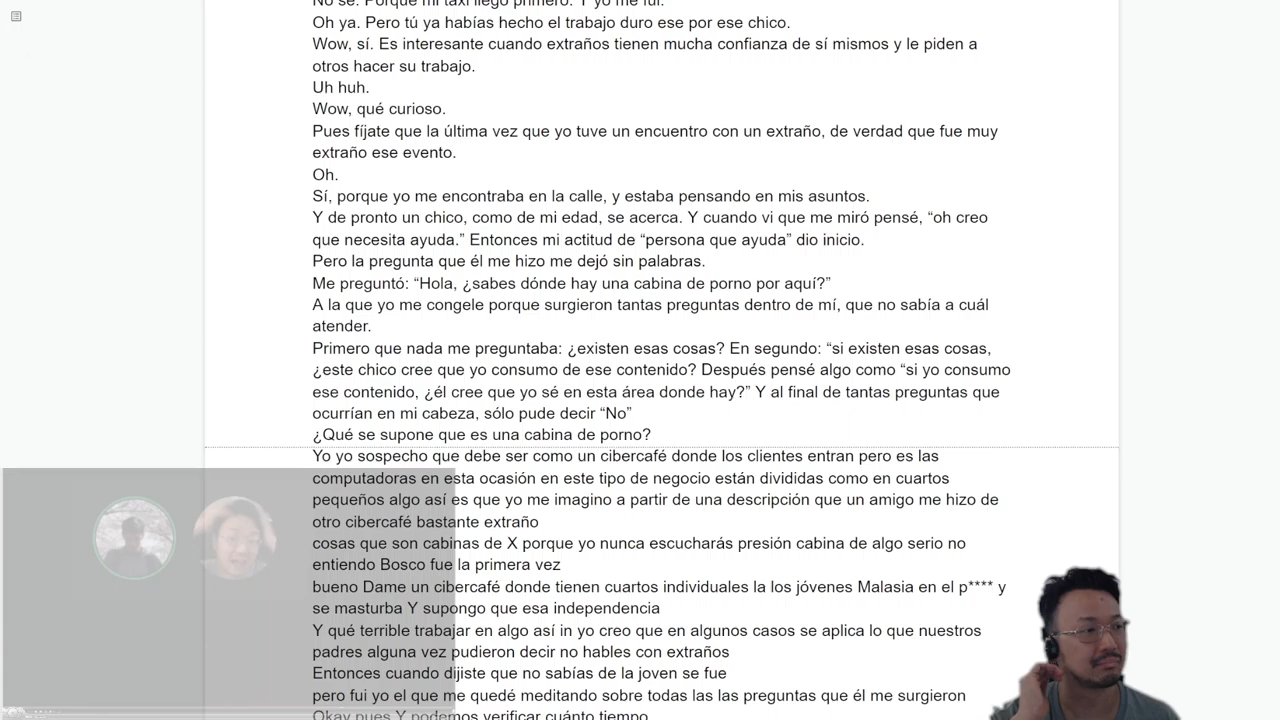 No sé. Porque mi taxi llegó primero. Y yo me fui.
Oh ya. Pero tú ya habías hecho el trabajo duro ese por ese chico.
Wow, sí. Es interesante cuando extraños tienen mucha confianza de sí mismos y le piden a
otros hacer su trabajo.
Uh huh.
Wow, qué curioso.
Pues fíjate que la última vez que yo tuve un encuentro con un extraño, de verdad que fue muy
extraño ese evento.
Oh.
Sí, porque yo me encontraba en la calle, y estaba pensando en mis asuntos.
Y de pronto un chico, como de mi edad, se acerca. Y cuando vi que me miró pensé, “oh creo
que necesita ayuda.” Entonces mi actitud de “persona que ayuda” dio inicio.
Pero la pregunta que él me hizo me dejó sin palabras.
Me preguntó: “Hola, ¿sabes dónde hay una cabina de porno por aquí?”
A la que yo me congele porque surgieron tantas preguntas dentro de mí, que no sabía a cuál
atender.
Primero que nada me preguntaba: ¿existen esas cosas? En segundo: “si existen esas cosas,
¿este chico cree que yo consumo de ese contenido? Después pensé algo como “si yo consumo
ese contenido, ¿él cree que yo sé en esta área donde hay?” Y al final de tantas preguntas que
ocurrían en mi cabeza, sólo pude decir “No”
¿Qué se supone que es una cabina de porno?
Yo yo sospecho que debe ser como un cibercafé donde los clientes entran pero es las
computadoras en esta ocasión en este tipo de negocio están divididas como en cuartos
pequeños algo así es que yo me imagino a partir de una descripción que un amigo me hizo de
otro cibercafé bastante extraño
cosas que son cabinas de X porque yo nunca escucharás presión cabina de algo serio no
entiendo Bosco fue la primera vez
bueno Dame un cibercafé donde tienen cuartos individuales la los jóvenes Malasia en el p**** y
se masturba Y supongo que esa independencia
Y qué terrible trabajar en algo así in yo creo que en algunos casos se aplica lo que nuestros
padres alguna vez pudieron decir no hables con extraños
Entonces cuando dijiste que no sabías de la joven se fue
pero fui yo el que me quedé meditando sobre todas las las preguntas que él me surgieron
Okay pues Y podemos verificar cuánto tiempo